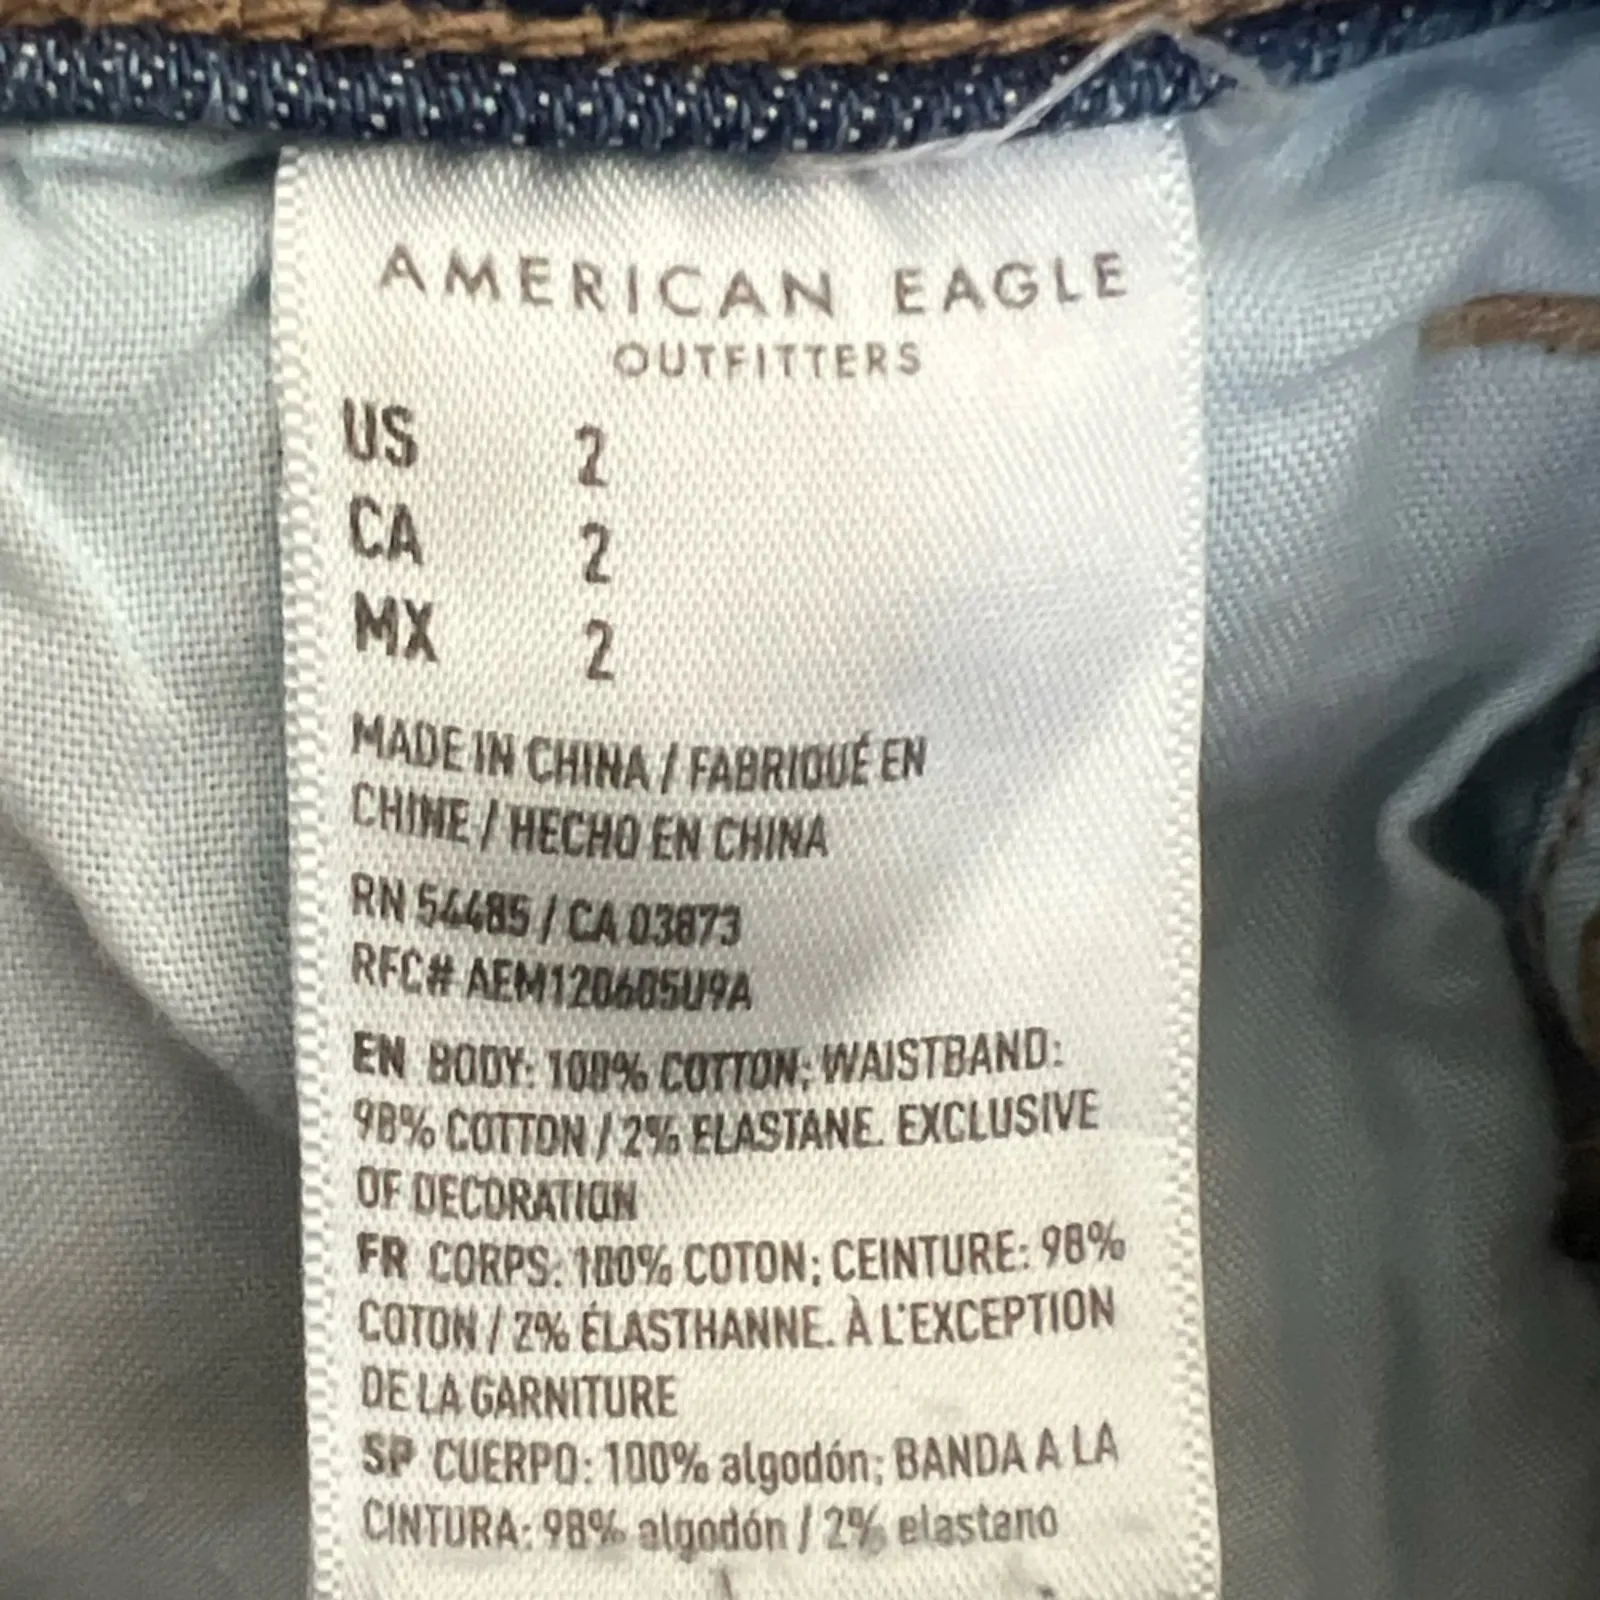 AMERICAN EAGLE
OUTFITTERS
US 2
CA 2
MX 2
MADE IN CHINA / FABRIQUÉ EN
CHINE / HECHO EN CHINA
RN 54485 / CA 03873
RFC# AEM120605U9A
EN BODY: 100% COTTON; WAISTBAND:
98% COTTON / 2% ELASTANE. EXCLUSIVE
OF DECORATION
FR CORPS: 100% COTON; CEINTURE: 98%
COTON / 2% ÉLASTHANNE. À L'EXCEPTION
DE LA GARNITURE
SP CUERPO: 100% algodón; BANDA A LA
CINTURA: 98% algodón / 2% elastano